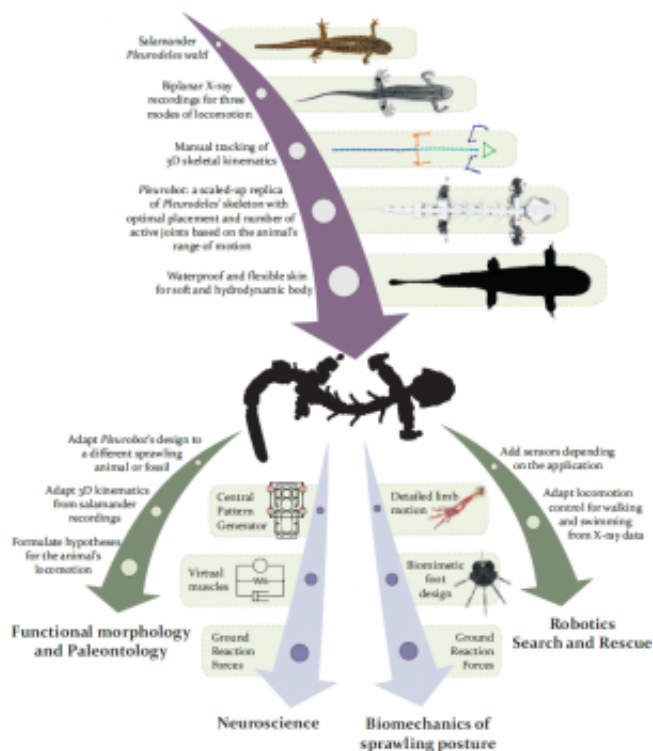 Salamander
Pleurodeles waltl
Biplanar X-ray
recordings for three
modes of locomotion
Manual tracking of
3D skeletal kinematics
Pleurobot: a scaled-up replica
of Pleurodeles' skeleton with
optimal placement and number of
active joints based on the animal's
range of motion
Waterproof and flexible skin
for soft and hydrodynamic body
Adapt Pleurobot's design to
a different sprawling
animal or fossil
Adapt 3D kinematics
from salamander
recordings
Formulate hypotheses
for the animal's
locomotion
Functional morphology
and Paleontology
Central
Pattern
Generator
Virtual
muscles
Ground
Reaction
Forces
Neuroscience
Detailed limb
motion
Biomimetic
foot
design
Ground
Reaction
Forces
Biomechanics of
sprawling posture
Add sensors depending
on the application
Adapt locomotion
control for walking
and swimming
from X-ray data
Robotics
Search and Rescue